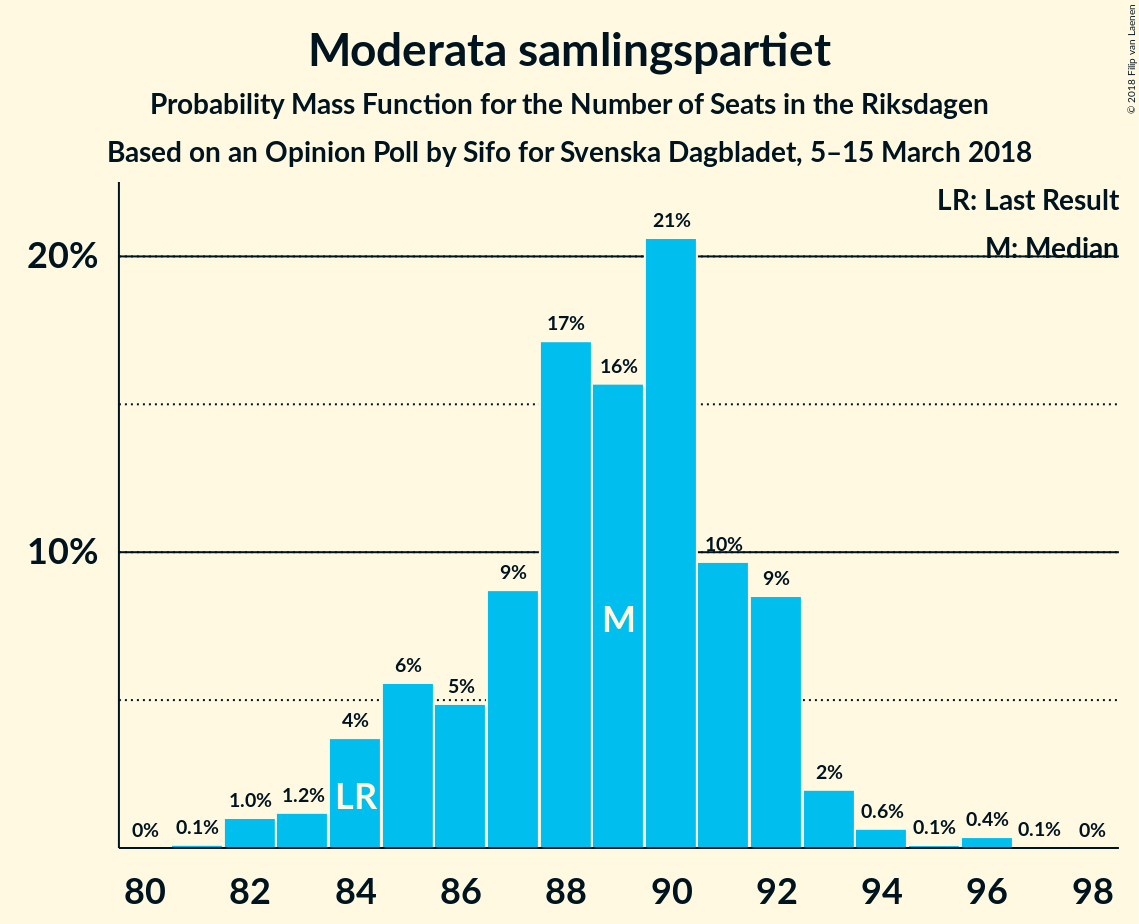 Moderata samlingspartiet
Probability Mass Function for the Number of Seats in the Riksdagen
Based on an Opinion Poll by Sifo for Svenska Dagbladet, 5–15 March 2018
© 2018 Filip van Laenen
LR: Last Result
M: Median
20%
10%
0%
0.1%
1.0%
1.2%
4%
6%
5%
9%
17%
16%
21%
10%
9%
2%
0.6%
0.1%
0.4%
0.1%
0%
LR
M
80 82 84 86 88 90 92 94 96 98